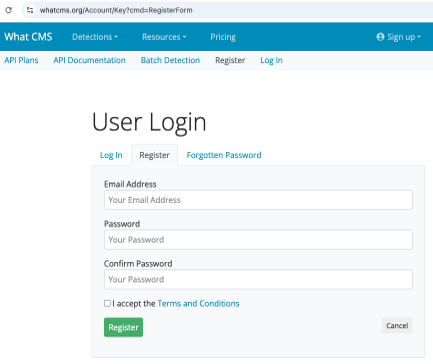 whatcms.org/Account/Key?cmd=RegisterForm
What CMS Detections Resources Pricing Sign up
API Plans API Documentation Batch Detection Register Log In
User Login
Log In Register Forgotten Password
Email Address
Your Email Address
Password
Your Password
Confirm Password
Your Password
I accept the Terms and Conditions
Register Cancel